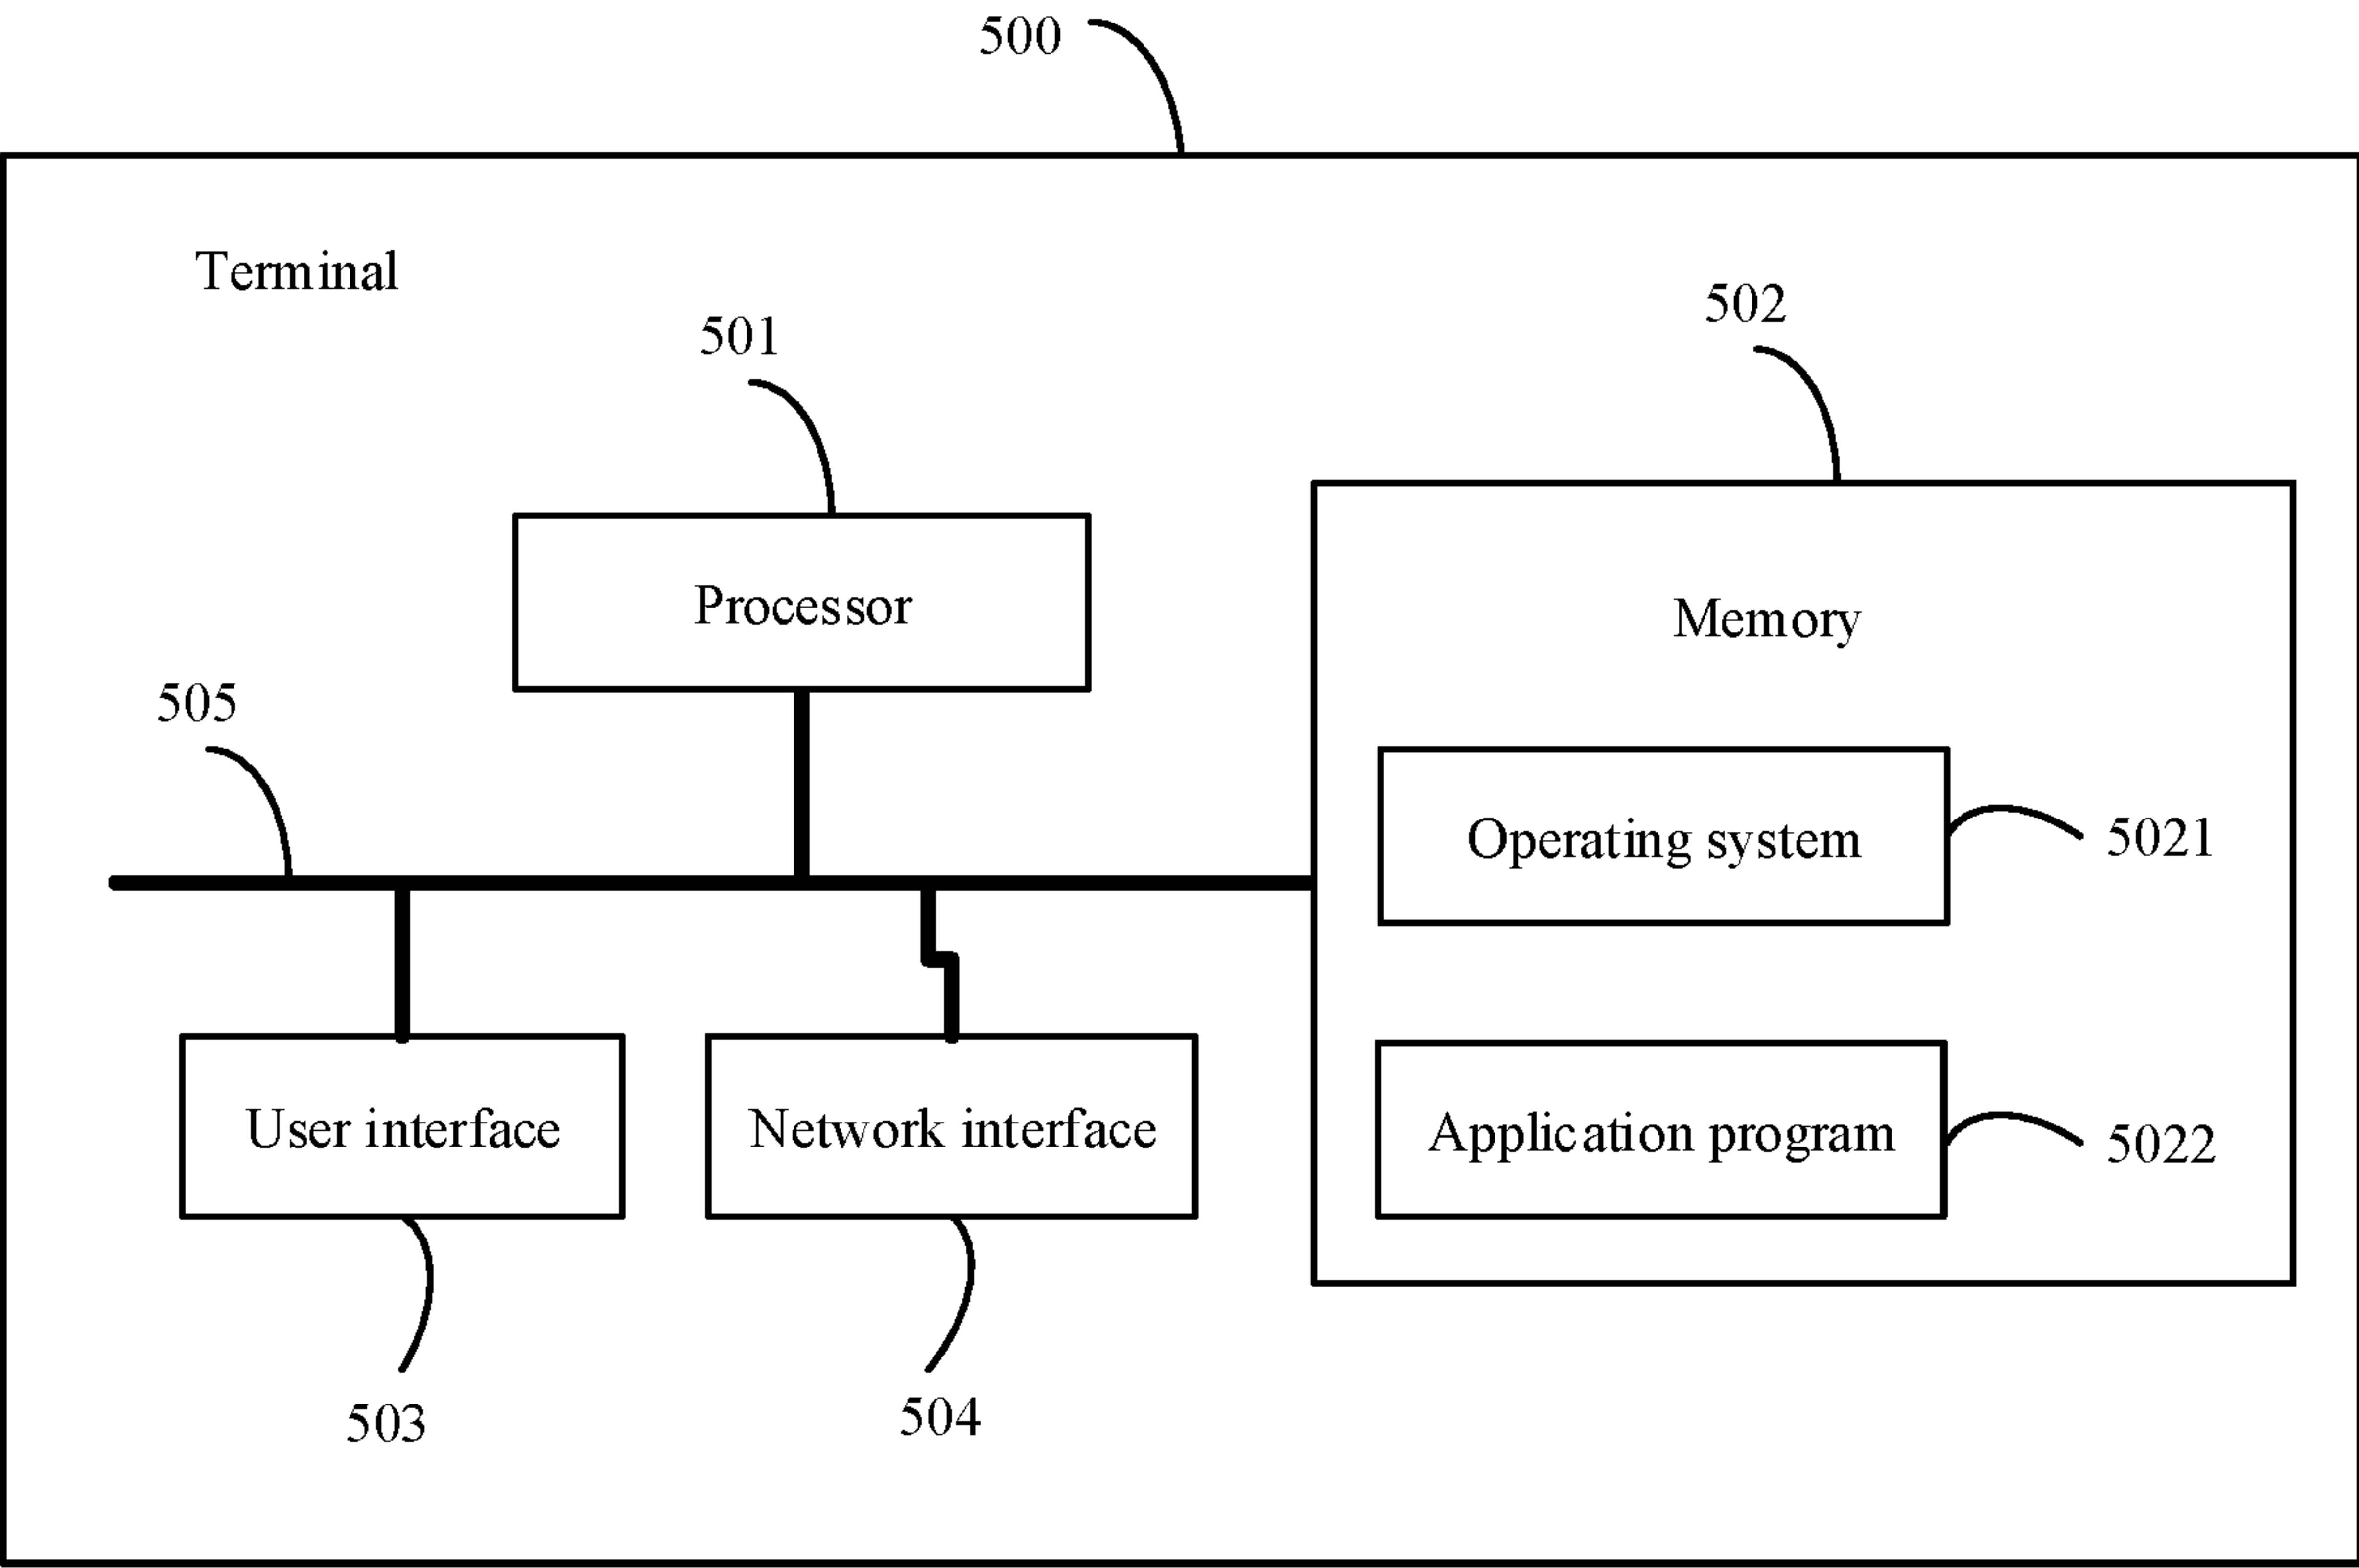 500
Terminal
502
501
Processor
Memory
505
Operating system
5021
User interface
Network interface
Application program
5022
503
504